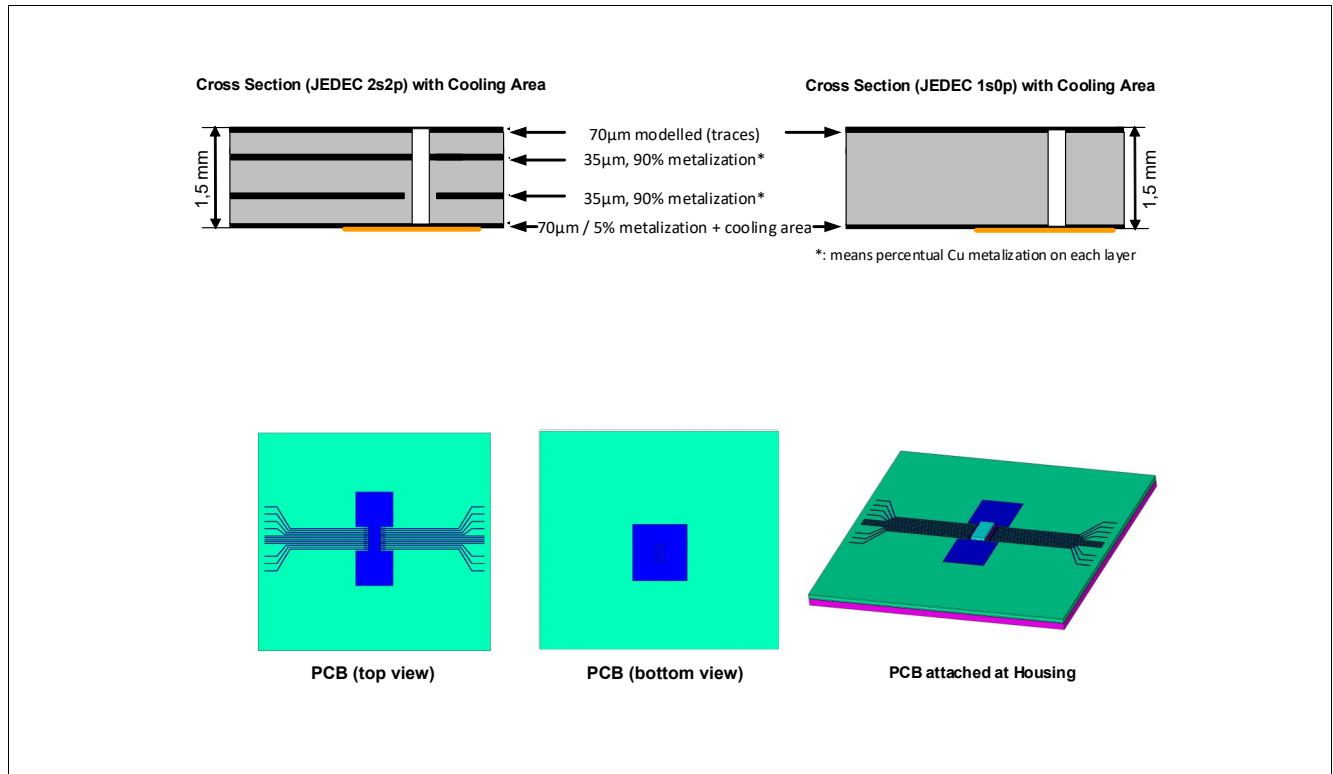 Cross Section (JEDEC 2s2p) with Cooling Area
Cross Section (JEDEC 1s0p) with Cooling Area
1,5 mm
70µm modelled (traces)
35µm, 90% metalization*
35µm, 90% metalization*
70µm / 5% metalization + cooling area
1,5 mm
*: means percentual Cu metalization on each layer
PCB (top view)
PCB (bottom view)
PCB attached at Housing